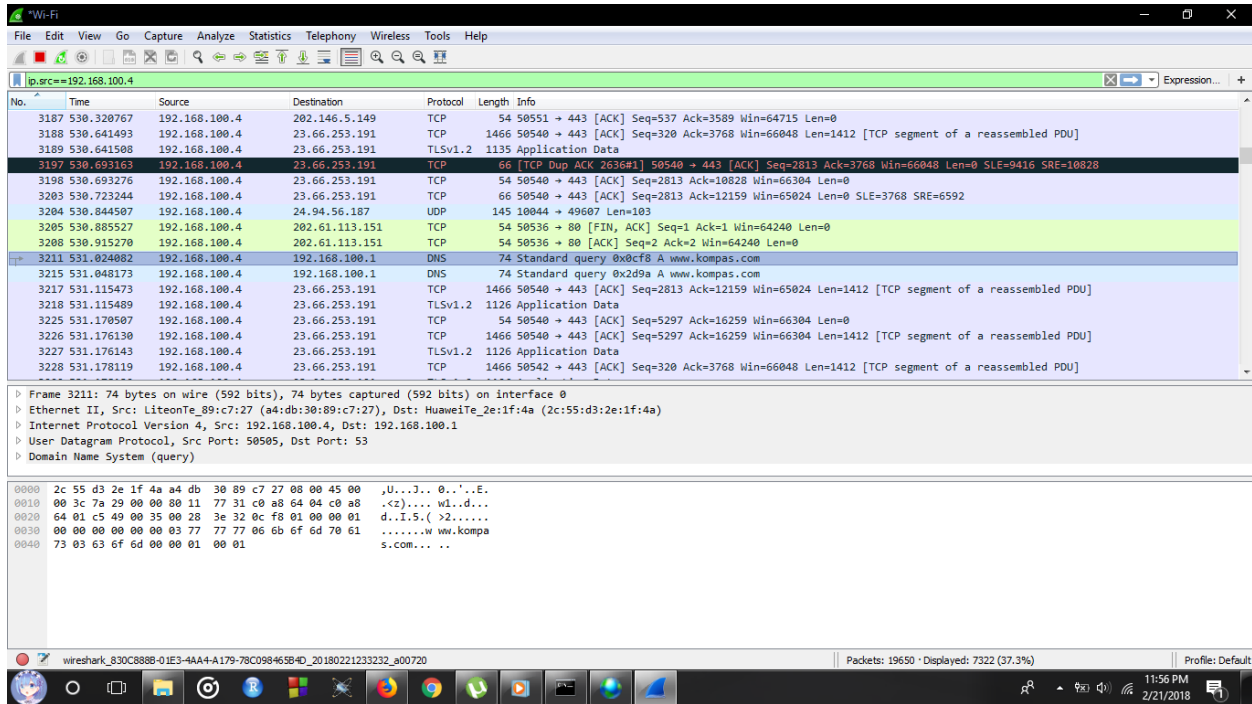 *Wi-Fi
File Edit View Go Capture Analyze Statistics Telephony Wireless Tools Help
ip.src==192.168.100.4 Expression... +
No. Time Source Destination Protocol Length Info
3187 530.320767 192.168.100.4 202.146.5.149 TCP 54 50551 → 443 [ACK] Seq=537 Ack=3589 Win=64715 Len=0
3188 530.641493 192.168.100.4 23.66.253.191 TCP 1466 50540 → 443 [ACK] Seq=320 Ack=3768 Win=66048 Len=1412 [TCP segment of a reassembled PDU]
3189 530.641508 192.168.100.4 23.66.253.191 TLSv1.2 1135 Application Data
3197 530.693163 192.168.100.4 23.66.253.191 TCP 66 [TCP Dup ACK 2636#1] 50540 → 443 [ACK] Seq=2813 Ack=3768 Win=66048 Len=0 SLE=9416 SRE=10828
3198 530.693276 192.168.100.4 23.66.253.191 TCP 54 50540 → 443 [ACK] Seq=2813 Ack=10828 Win=66304 Len=0
3203 530.723244 192.168.100.4 23.66.253.191 TCP 66 50540 → 443 [ACK] Seq=2813 Ack=12159 Win=65024 Len=0 SLE=3768 SRE=6592
3204 530.844507 192.168.100.4 24.94.56.187 UDP 145 10044 → 49607 Len=103
3205 530.885527 192.168.100.4 202.61.113.151 TCP 54 50536 → 80 [FIN, ACK] Seq=1 Ack=1 Win=64240 Len=0
3208 530.915270 192.168.100.4 202.61.113.151 TCP 54 50536 → 80 [ACK] Seq=2 Ack=2 Win=64240 Len=0
3211 531.024082 192.168.100.4 192.168.100.1 DNS 74 Standard query 0x0cf8 A www.kompas.com
3215 531.048173 192.168.100.4 192.168.100.1 DNS 74 Standard query 0x2d9a A www.kompas.com
3217 531.115473 192.168.100.4 23.66.253.191 TCP 1466 50540 → 443 [ACK] Seq=2813 Ack=12159 Win=65024 Len=1412 [TCP segment of a reassembled PDU]
3218 531.115489 192.168.100.4 23.66.253.191 TLSv1.2 1126 Application Data
3225 531.170507 192.168.100.4 23.66.253.191 TCP 54 50540 → 443 [ACK] Seq=5297 Ack=16259 Win=66304 Len=0
3226 531.176130 192.168.100.4 23.66.253.191 TCP 1466 50540 → 443 [ACK] Seq=5297 Ack=16259 Win=66304 Len=1412 [TCP segment of a reassembled PDU]
3227 531.176143 192.168.100.4 23.66.253.191 TLSv1.2 1126 Application Data
3228 531.178119 192.168.100.4 23.66.253.191 TCP 1466 50542 → 443 [ACK] Seq=320 Ack=3768 Win=66048 Len=1412 [TCP segment of a reassembled PDU]
Frame 3211: 74 bytes on wire (592 bits), 74 bytes captured (592 bits) on interface 0
Ethernet II, Src: LiteonTe_89:c7:27 (a4:db:30:89:c7:27), Dst: HuaweiTe_2e:1f:4a (2c:55:d3:2e:1f:4a)
Internet Protocol Version 4, Src: 192.168.100.4, Dst: 192.168.100.1
User Datagram Protocol, Src Port: 50505, Dst Port: 53
Domain Name System (query)
0000 2c 55 d3 2e 1f 4a a4 db 30 89 c7 27 08 00 45 00 ,U...J.. 0..'..E.
0010 00 3c 7a 29 00 00 80 11 77 31 c0 a8 64 04 c0 a8 .<z).... w1..d...
0020 64 01 c5 49 00 35 00 28 3e 32 0c f8 01 00 00 01 d..I.5.( >2......
0030 00 00 00 00 00 00 03 77 77 77 06 6b 6f 6d 70 61 .......w ww.kompa
0040 73 03 63 6f 6d 00 00 01 00 01 s.com... ..
wireshark_830C888B-01E3-4AA4-A179-78C098465B4D_20180221233232_a00720 Packets: 19650 · Displayed: 7322 (37.3%) Profile: Default
11:56 PM
2/21/2018